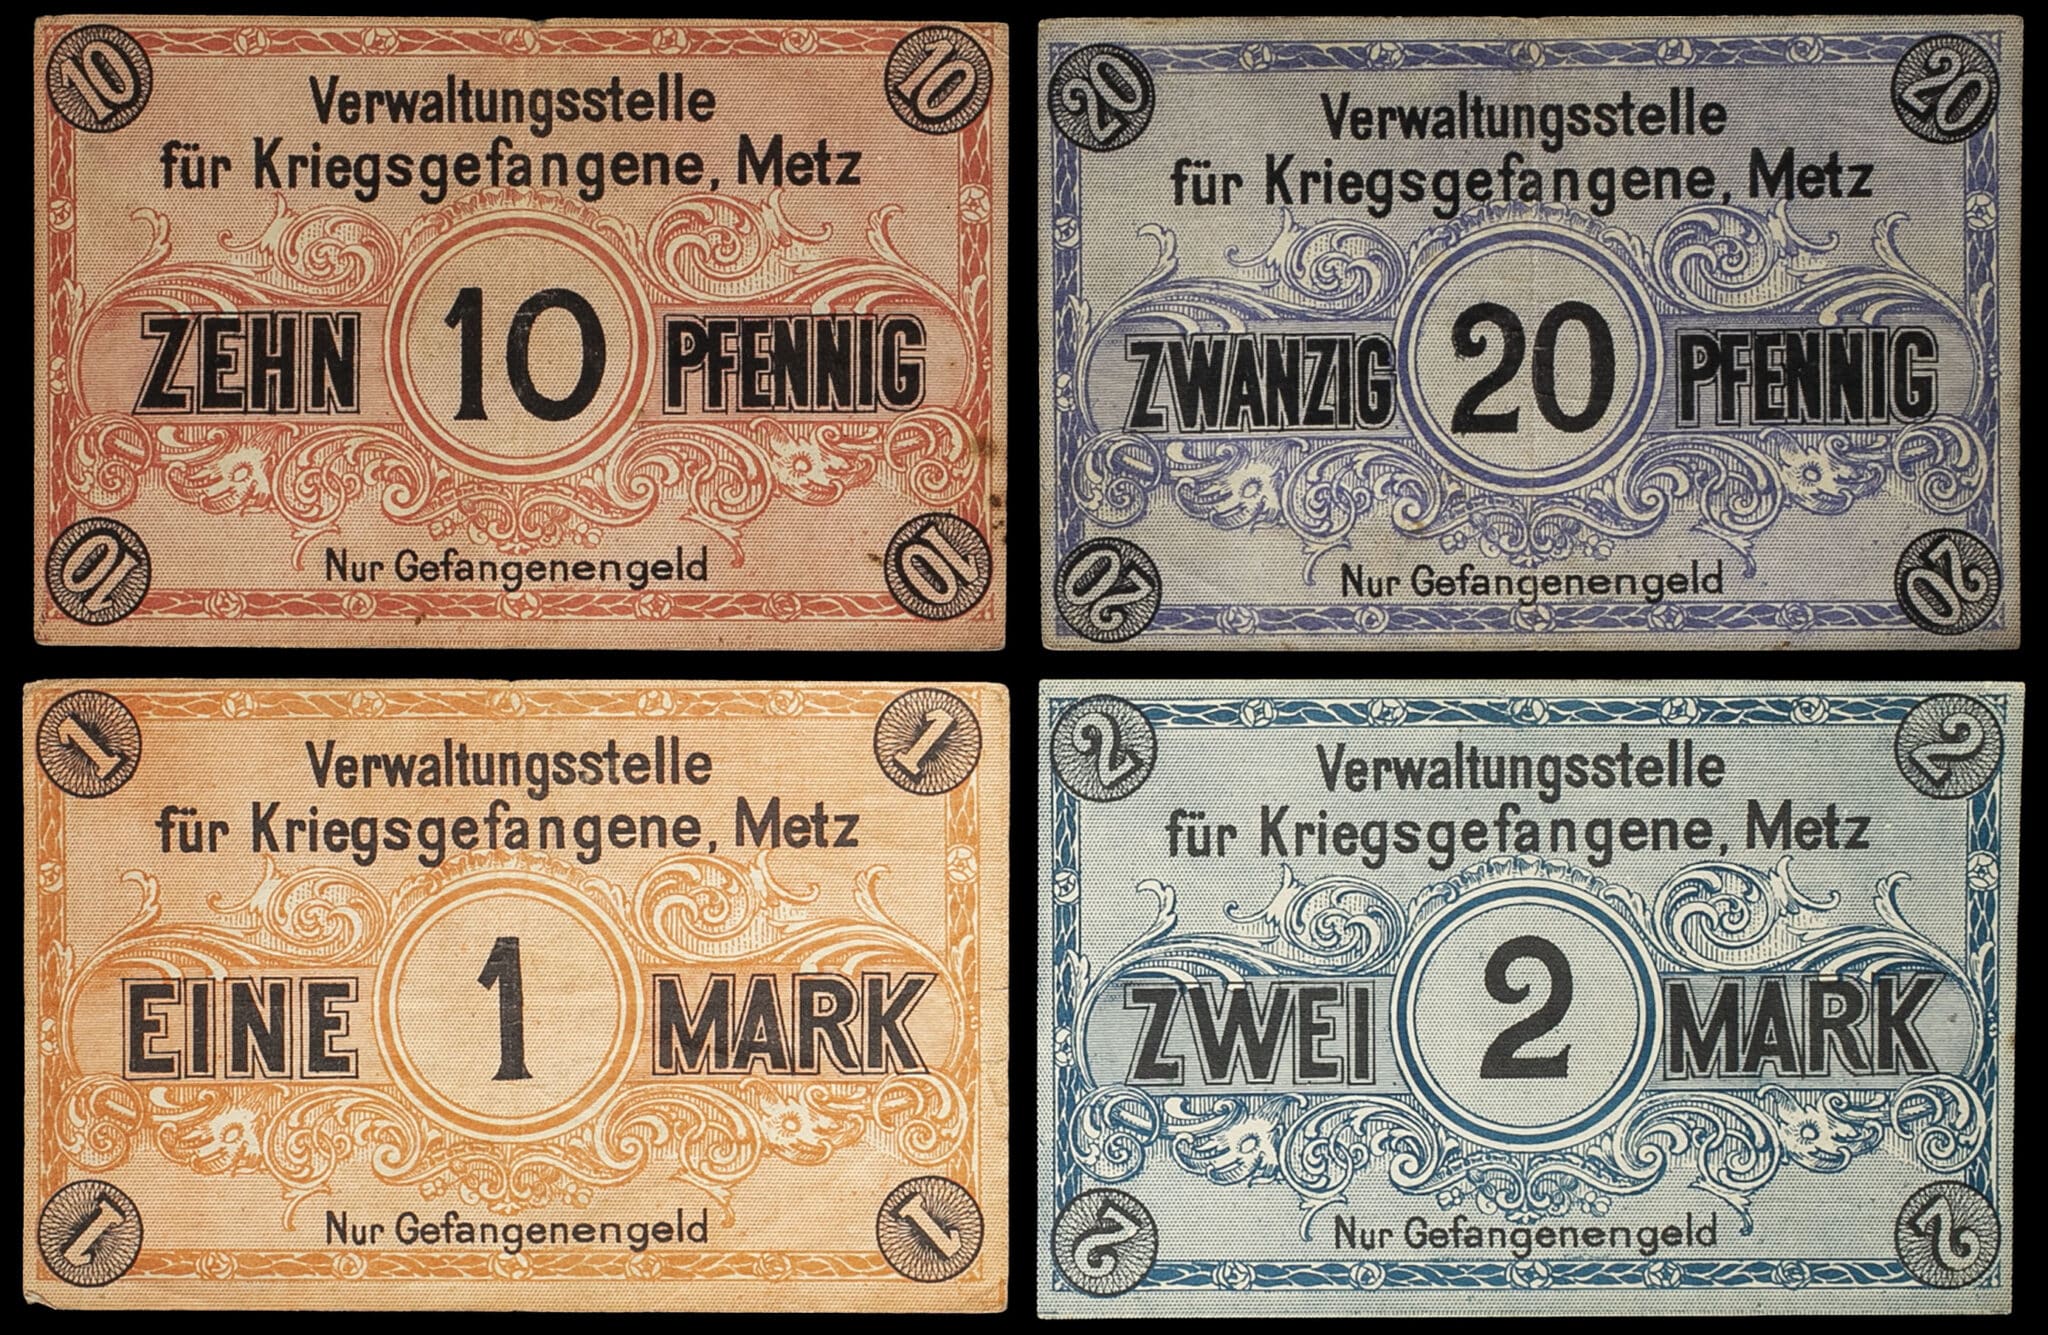 10 10
Verwaltungsstelle
für Kriegsgefangene, Metz
ZEHN 10 PFENNIG
Nur Gefangenengeld
10 10
20 20
Verwaltungsstelle
für Kriegsgefangene, Metz
ZWANZIG 20 PFENNIG
Nur Gefangenengeld
20 20
1 1
Verwaltungsstelle
für Kriegsgefangene, Metz
EINE 1 MARK
Nur Gefangenengeld
1 1
2 2
Verwaltungsstelle
für Kriegsgefangene, Metz
ZWEI 2 MARK
Nur Gefangenengeld
2 2